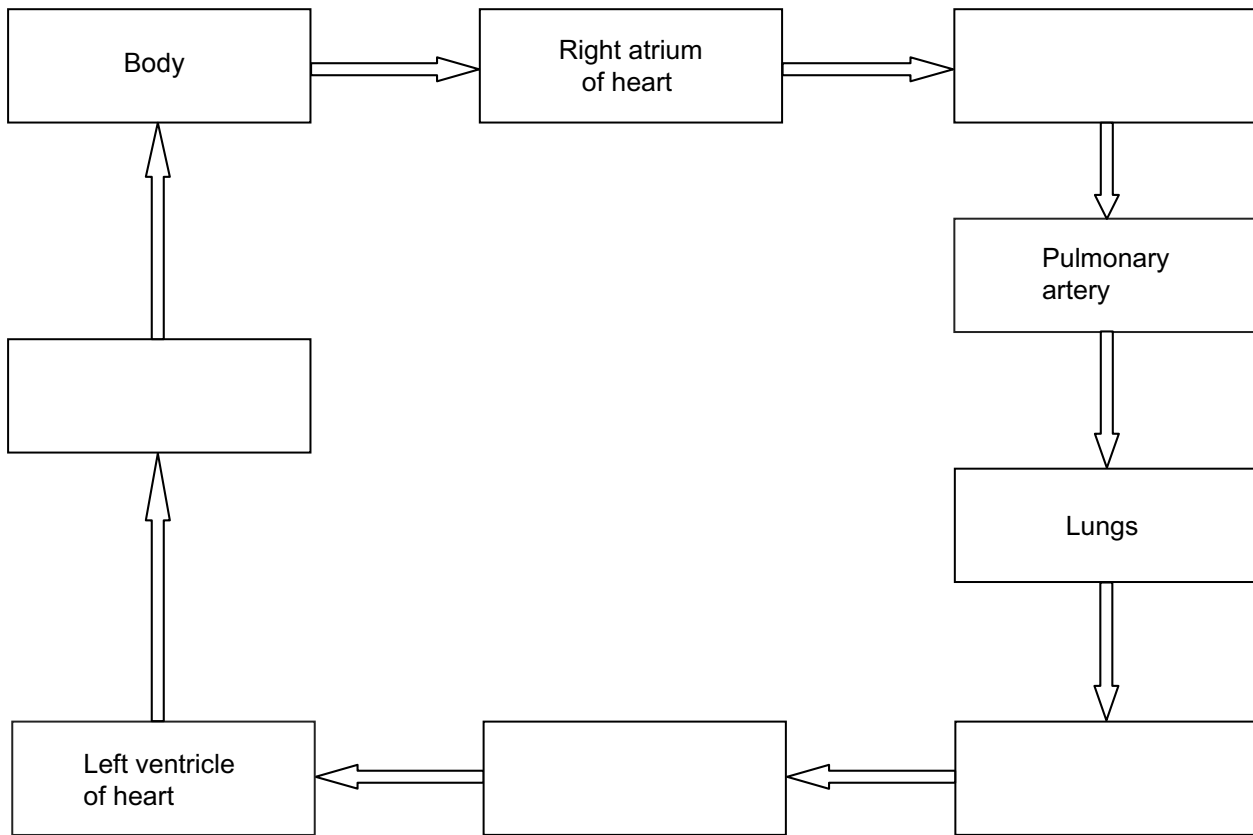 Body
Right atrium
of heart
Pulmonary
artery
Lungs
Left ventricle
of heart